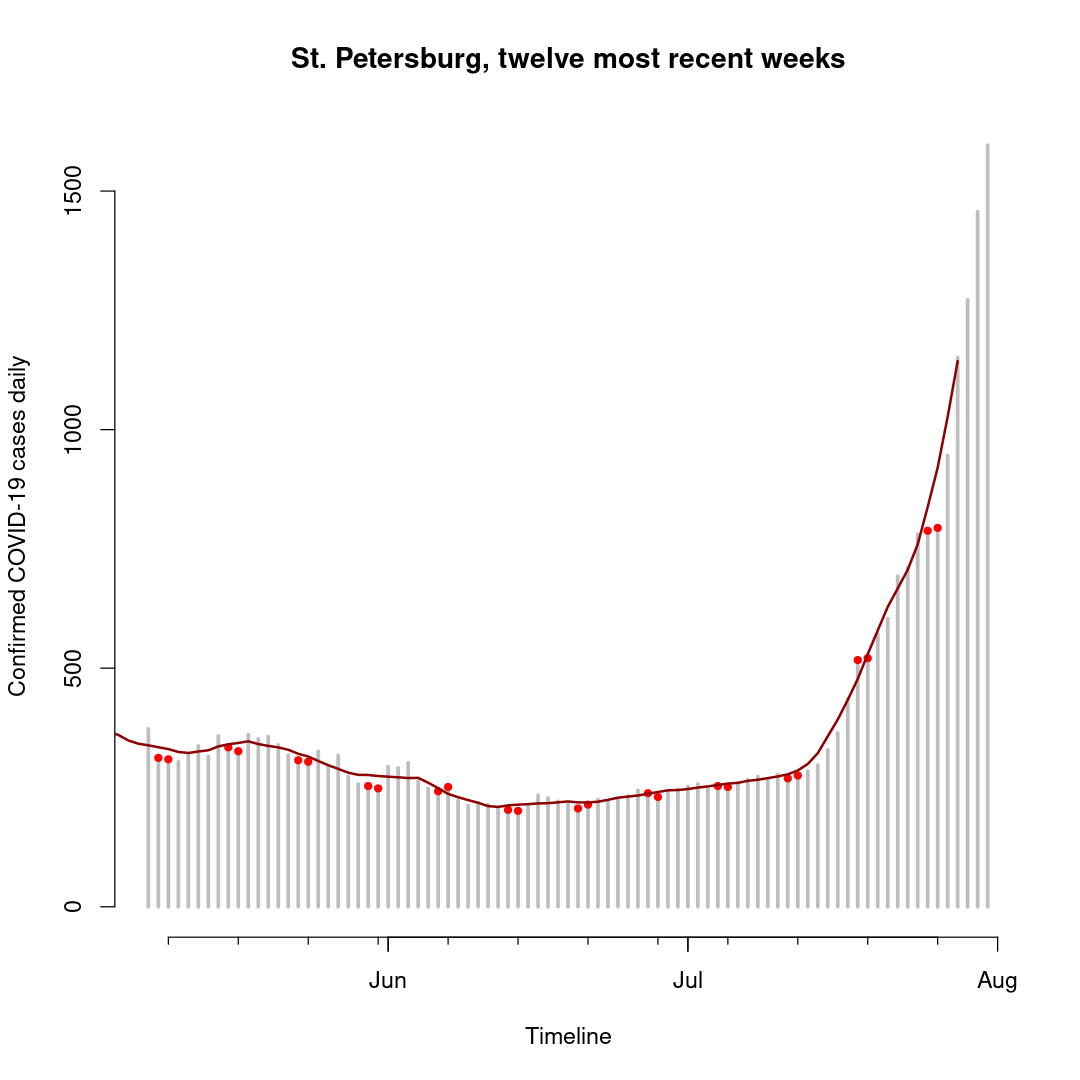 St. Petersburg, twelve most recent weeks
Confirmed COVID-19 cases daily
1500
1000
500
0
Jun Jul Aug
Timeline